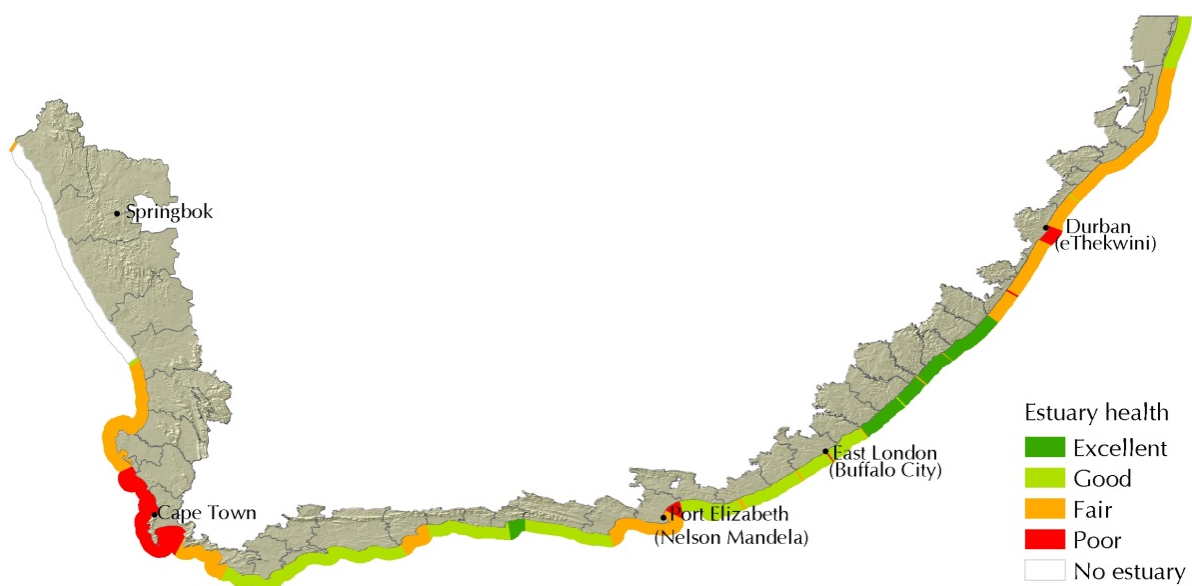 Springbok
Durban
(eThekwini)
East London
(Buffalo City)
Cape Town
Port Elizabeth
(Nelson Mandela)
Estuary health
Excellent
Good
Fair
Poor
No estuary